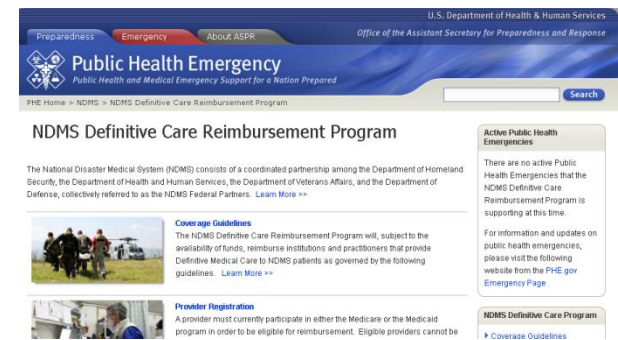 U.S. Department of Health & Human Services
Preparedness
Emergency
About ASPR
Office of the Assistant Secretary for Preparedness and Response
Public Health Emergency
Public Health and Medical Emergency Support for a Nation Prepared
Search
PHE Home > NDMS > NDMS Definitive Care Reimbursement Program
NDMS Definitive Care Reimbursement Program
The National Disaster Medical System (NDMS) consists of a coordinated partnership among the Department of Homeland
Security, the Department of Health and Human Services, the Department of Veterans Affairs, and the Department of
Defense, collectively referred to as the NDMS Federal Partners. Learn More >>
Coverage Guidelines
The NDMS Definitive Care Reimbursement Program will, subject to the
availability of funds, reimburse institutions and practitioners that provide
Definitive Medical Care to NDMS patients as governed by the following
guidelines. Learn More >>
Provider Registration
A provider must currently participate in either the Medicare or the Medicaid
program in order to be eligible for reimbursement. Eligible providers cannot be
Active Public Health
Emergencies
There are no active Public
Health Emergencies that the
NDMS Definitive Care
Reimbursement Program is
supporting at this time.
For information and updates on
public health emergencies,
please visit the following
website from the PHE.gov
Emergency Page
NDMS Definitive Care Program
Coverage Guidelines